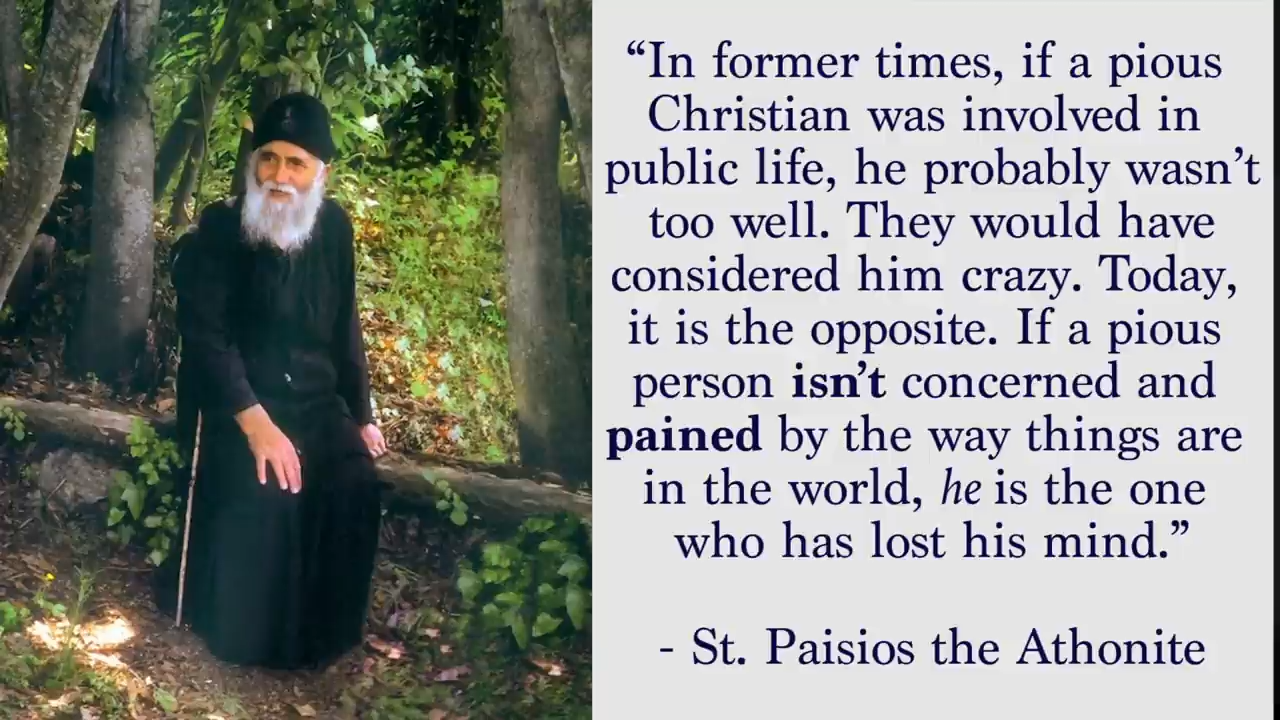 “In former times, if a pious
Christian was involved in
public life, he probably wasn’t
too well. They would have
considered him crazy. Today,
it is the opposite. If a pious
person isn’t concerned and
pained by the way things are
in the world, he is the one
who has lost his mind.”
- St. Paisios the Athonite